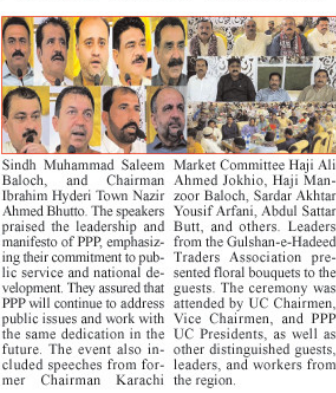 Sindh Muhammad Saleem
Baloch, and Chairman
Ibrahim Hyderi Town Nazir
Ahmed Bhutto. The speakers
praised the leadership and
manifesto of PPP, emphasiz-
ing their commitment to pub-
lic service and national de-
velopment. They assured that
PPP will continue to address
public issues and work with
the same dedication in the
future. The event also in-
cluded speeches from for-
mer Chairman Karachi
Market Committee Haji Ali
Ahmed Jokhio, Haji Man-
zoor Baloch, Sardar Akhtar
Yousif Arfani, Abdul Sattar
Butt, and others. Leaders
from the Gulshan-e-Hadeed
Traders Association pre-
sented floral bouquets to the
guests. The ceremony was
attended by UC Chairmen,
Vice Chairmen, and PPP
UC Presidents, as well as
other distinguished guests,
leaders, and workers from
the region.